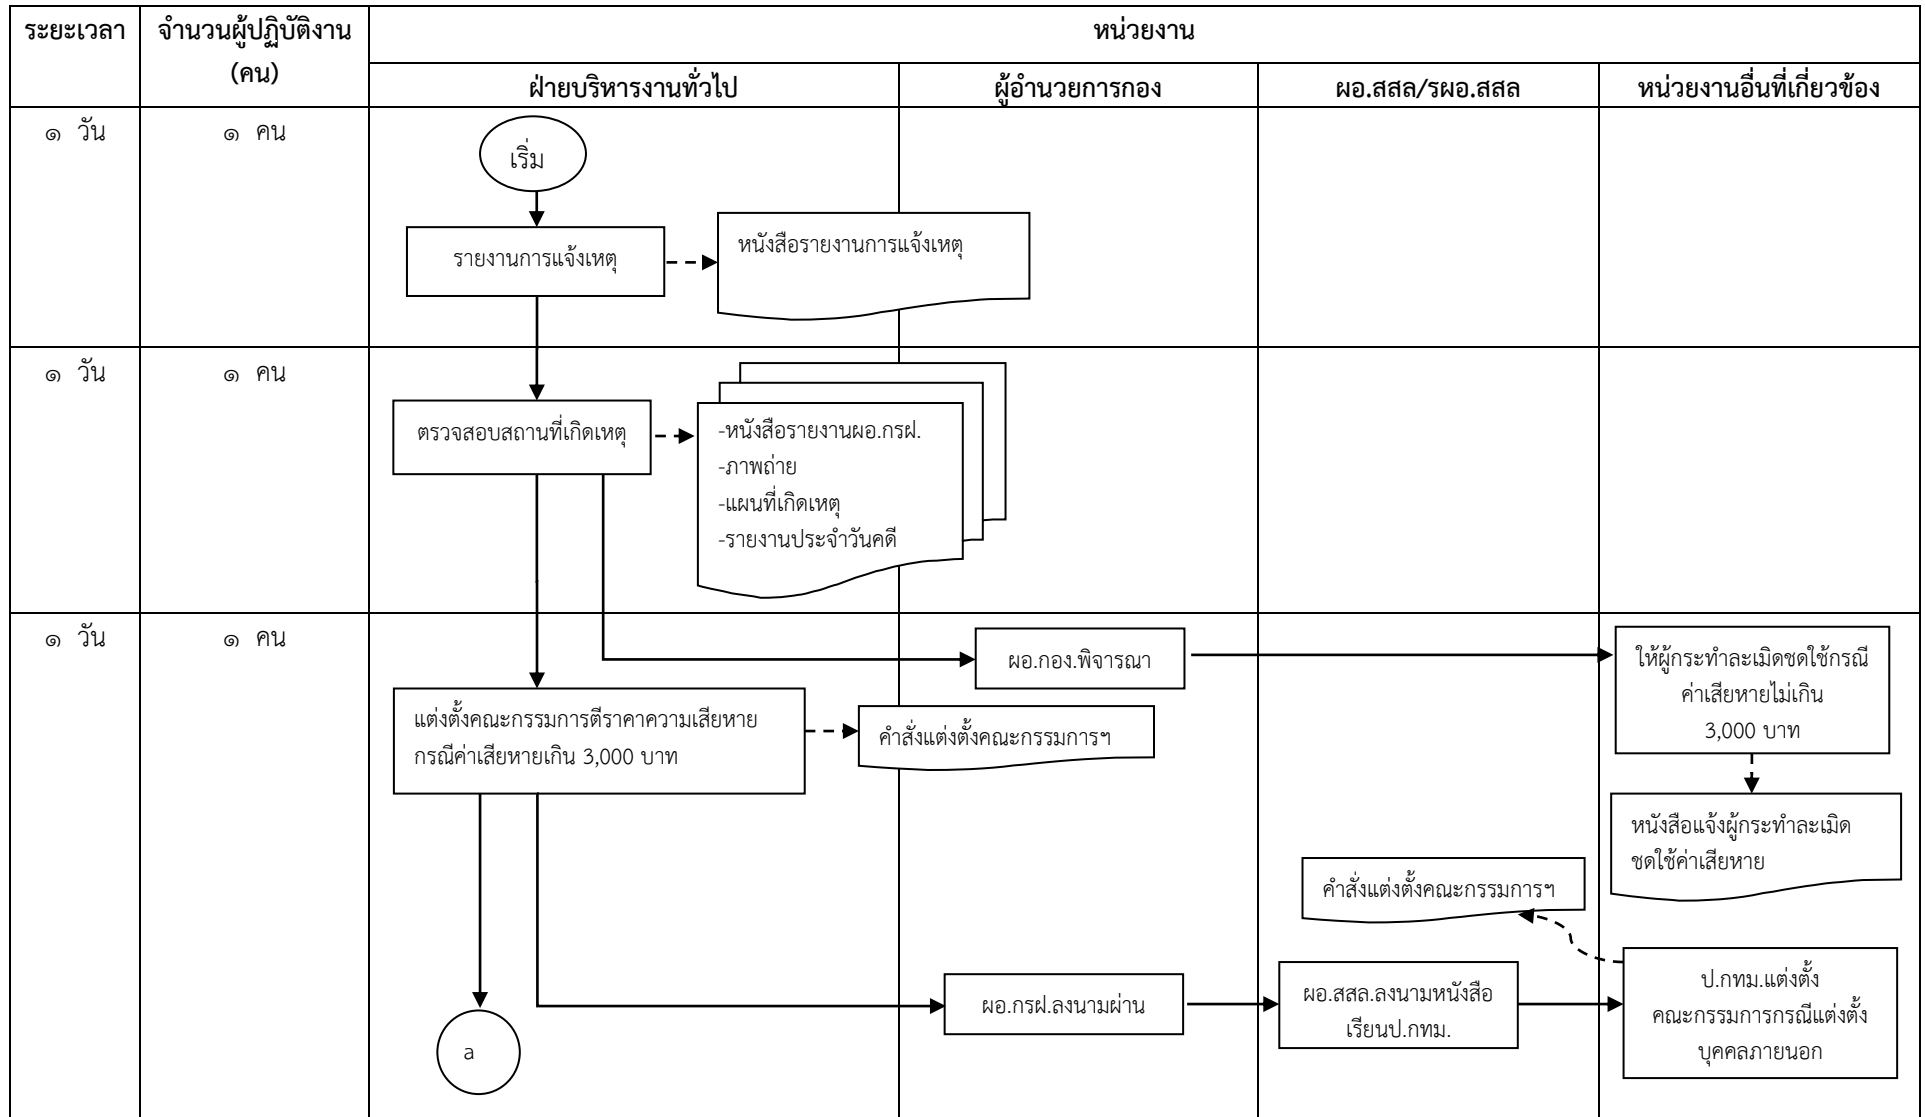 ระยะเวลา
จำนวนผู้ปฏิบัติงาน
(คน)
หน่วยงาน
ฝ่ายบริหารงานทั่วไป
ผู้อำนวยการกอง
ผอ.สสล/รผอ.สสล
หน่วยงานอื่นที่เกี่ยวข้อง
๑ วัน
๑ คน
เริ่ม
รายงานการแจ้งเหตุ
หนังสือรายงานการแจ้งเหตุ
๑ วัน
๑ คน
ตรวจสอบสถานที่เกิดเหตุ
-หนังสือรายงานผอ.กรฝ.
-ภาพถ่าย
-แผนที่เกิดเหตุ
-รายงานประจำวันคดี
๑ วัน
๑ คน
ผอ.กอง.พิจารณา
ให้ผู้กระทำละเมิดชดใช้กรณี
ค่าเสียหายไม่เกิน
3,000 บาท
แต่งตั้งคณะกรรมการตีราคาความเสียหาย
กรณีค่าเสียหายเกิน 3,000 บาท
คำสั่งแต่งตั้งคณะกรรมการฯ
หนังสือแจ้งผู้กระทำละเมิด
ชดใช้ค่าเสียหาย
คำสั่งแต่งตั้งคณะกรรมการฯ
a
ผอ.กรฝ.ลงนามผ่าน
ผอ.สสล.ลงนามหนังสือ
เรียนป.กทม.
ป.กทม.แต่งตั้ง
คณะกรรมการกรณีแต่งตั้ง
บุคคลภายนอก